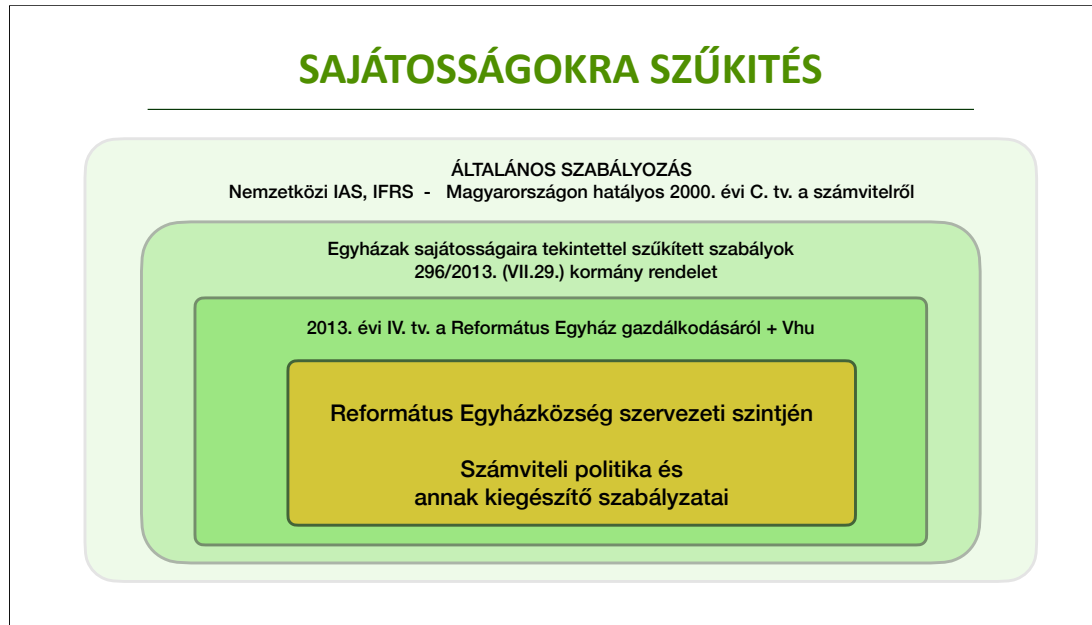 SAJÁTOSSÁGOKRA SZŰKITÉS
ÁLTALÁNOS SZABÁLYOZÁS
Nemzetközi IAS, IFRS - Magyarországon hatályos 2000. évi C. tv. a számvitelről
Egyházak sajátosságaira tekintettel szűkített szabályok
296/2013. (VII.29.) kormány rendelet
2013. évi IV. tv. a Református Egyház gazdálkodásáról + Vhu
Református Egyházközség szervezeti szintjén
Számviteli politika és
annak kiegészítő szabályzatai